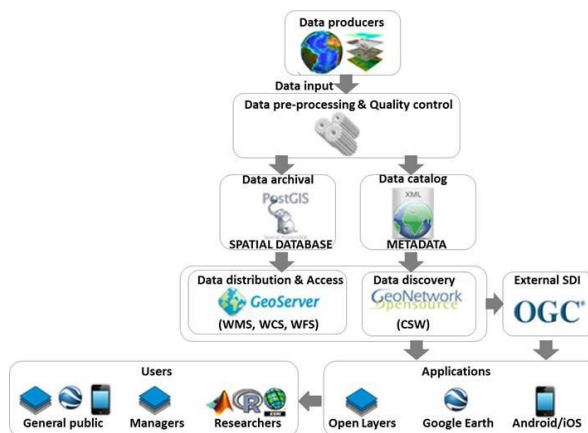 Data producers
Data input
Data pre-processing & Quality control
Data archival
PostGIS
SPATIAL DATABASE
Data catalog
XML
METADATA
Data distribution & Access
GeoServer
(WMS, WCS, WFS)
Data discovery
GeoNetwork
Opensource
(CSW)
External SDI
OGC®
Users
General public
Managers
R
esri
Researchers
Applications
Open Layers
Google Earth
Android/iOS